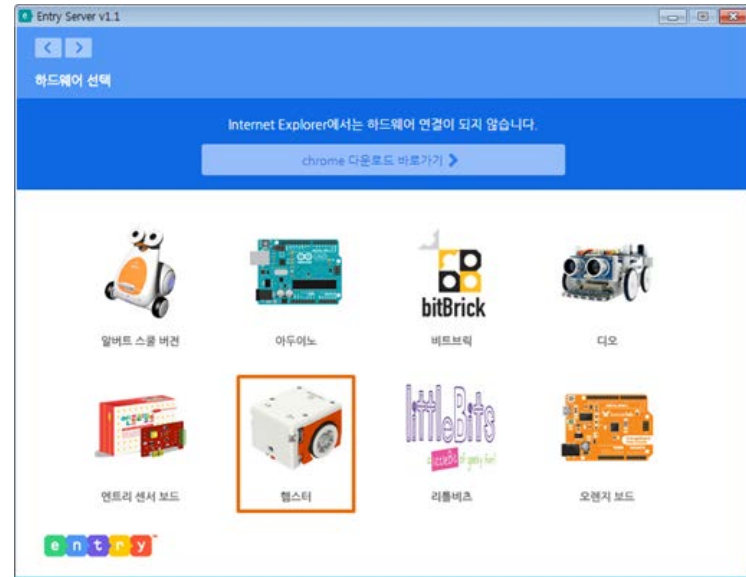 Entry Server v1.1
하드웨어 선택
Internet Explorer에서는 하드웨어 연결이 되지 않습니다.
chrome 다운로드 바로가기
bitBrick
알버트 스쿨 버전 아두이노 비트브릭 디오
littleBits
엔트리 센서 보드 햄스터 리틀비츠 오렌지 보드
entry